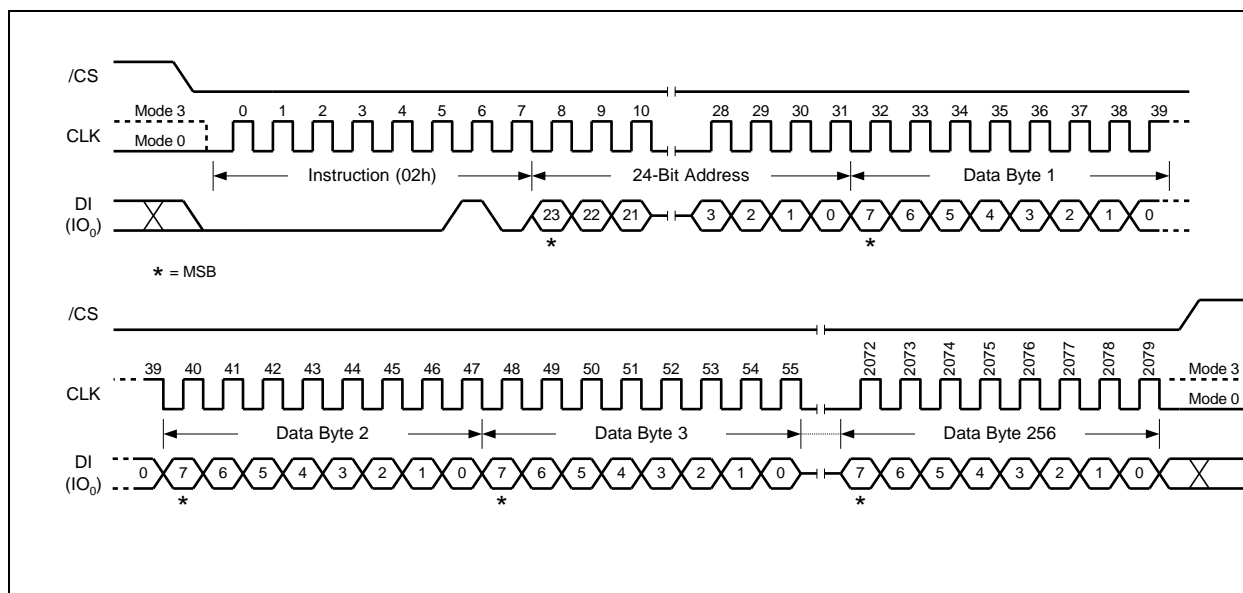 /CS
Mode 3 0 1 2 3 4 5 6 7 8 9 10 28 29 30 31 32 33 34 35 36 37 38 39
CLK
Mode 0
Instruction (02h) 24-Bit Address Data Byte 1
DI
(IO0) 23 22 21 3 2 1 0 7 6 5 4 3 2 1 0
* *
* = MSB
/CS
39 40 41 42 43 44 45 46 47 48 49 50 51 52 53 54 55 2072 2073 2074 2075 2076 2077 2078 2079 Mode 3
CLK Mode 0
Data Byte 2 Data Byte 3 Data Byte 256
DI
(IO0) 0 7 6 5 4 3 2 1 0 7 6 5 4 3 2 1 0 7 6 5 4 3 2 1 0
* * *